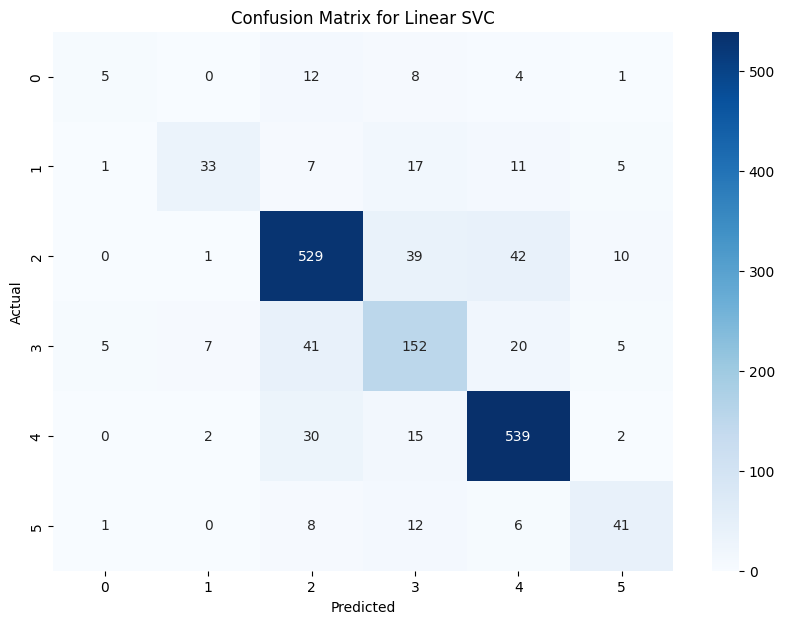 Confusion Matrix for Linear SVC
0 5 0 12 8 4 1
1 1 33 7 17 11 5
2 0 1 529 39 42 10
3 5 7 41 152 20 5
4 0 2 30 15 539 2
5 1 0 8 12 6 41
0 1 2 3 4 5
Actual
Predicted
500
400
300
200
100
0